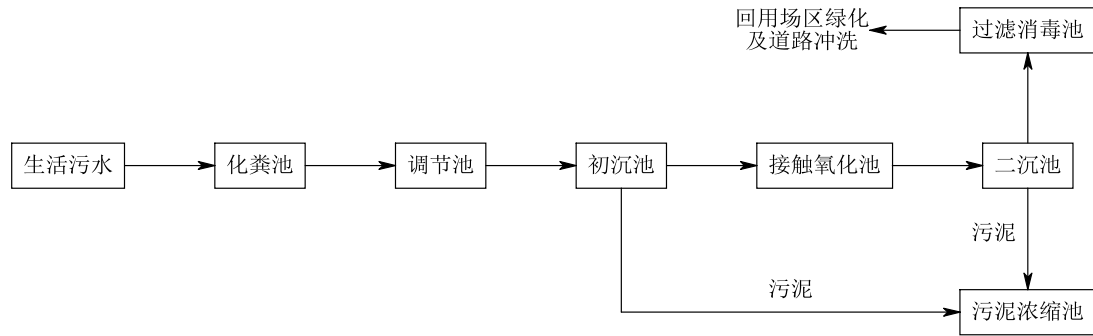 回用场区绿化
及道路冲洗
过滤消毒池
生活污水
化粪池
调节池
初沉池
接触氧化池
二沉池
污泥
污泥
污泥浓缩池